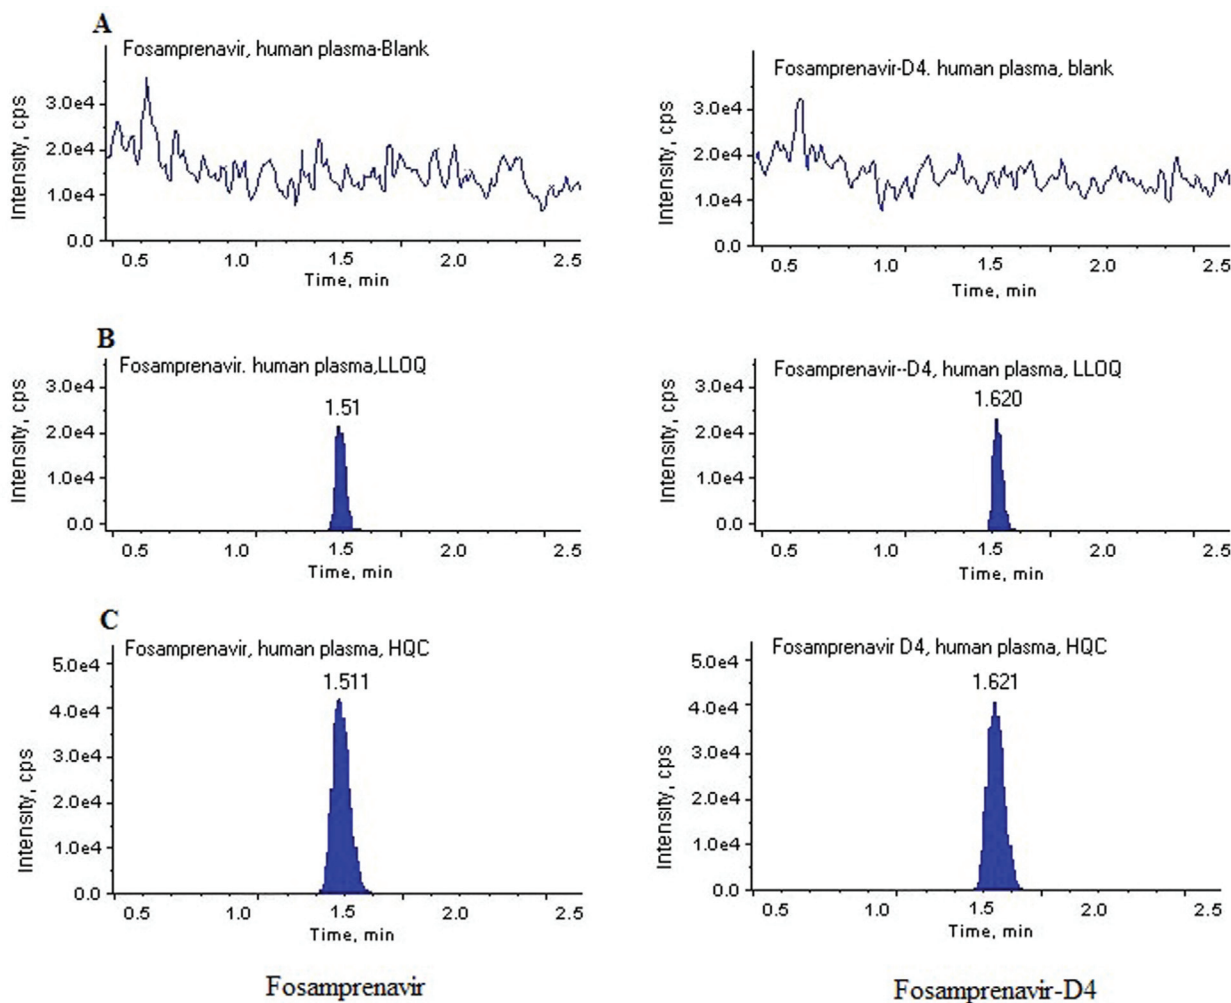 A
Fosamprenavir, human plasma-Blank
Intensity, cps
3.0e4
2.0e4
1.0e4
0.0
0.5 1.0 1.5 2.0 2.5
Time, min
Fosamprenavir-D4. human plasma, blank
Intensity, cps
3.0e4
2.0e4
1.0e4
0.0
0.5 1.0 1.5 2.0 2.5
Time, min
B
Fosamprenavir. human plasma,LLOQ
1.51
Intensity, cps
3.0e4
2.0e4
1.0e4
0.0
0.5 1.0 1.5 2.0 2.5
Time, min
Fosamprenavir--D4, human plasma, LLOQ
1.620
Intensity, cps
3.0e4
2.0e4
1.0e4
0.0
0.5 1.0 1.5 2.0 2.5
Time, min
C
Fosamprenavir, human plasma, HQC
1.511
Intensity, cps
5.0e4
4.0e4
3.0e4
2.0e4
1.0e4
0.0
0.5 1.0 1.5 2.0 2.5
Time, min
Fosamprenavir D4, human plasma, HQC
1.621
Intensity, cps
5.0e4
4.0e4
3.0e4
2.0e4
1.0e4
0.0
0.5 1.0 1.5 2.0 2.5
Time, min
Fosamprenavir
Fosamprenavir-D4